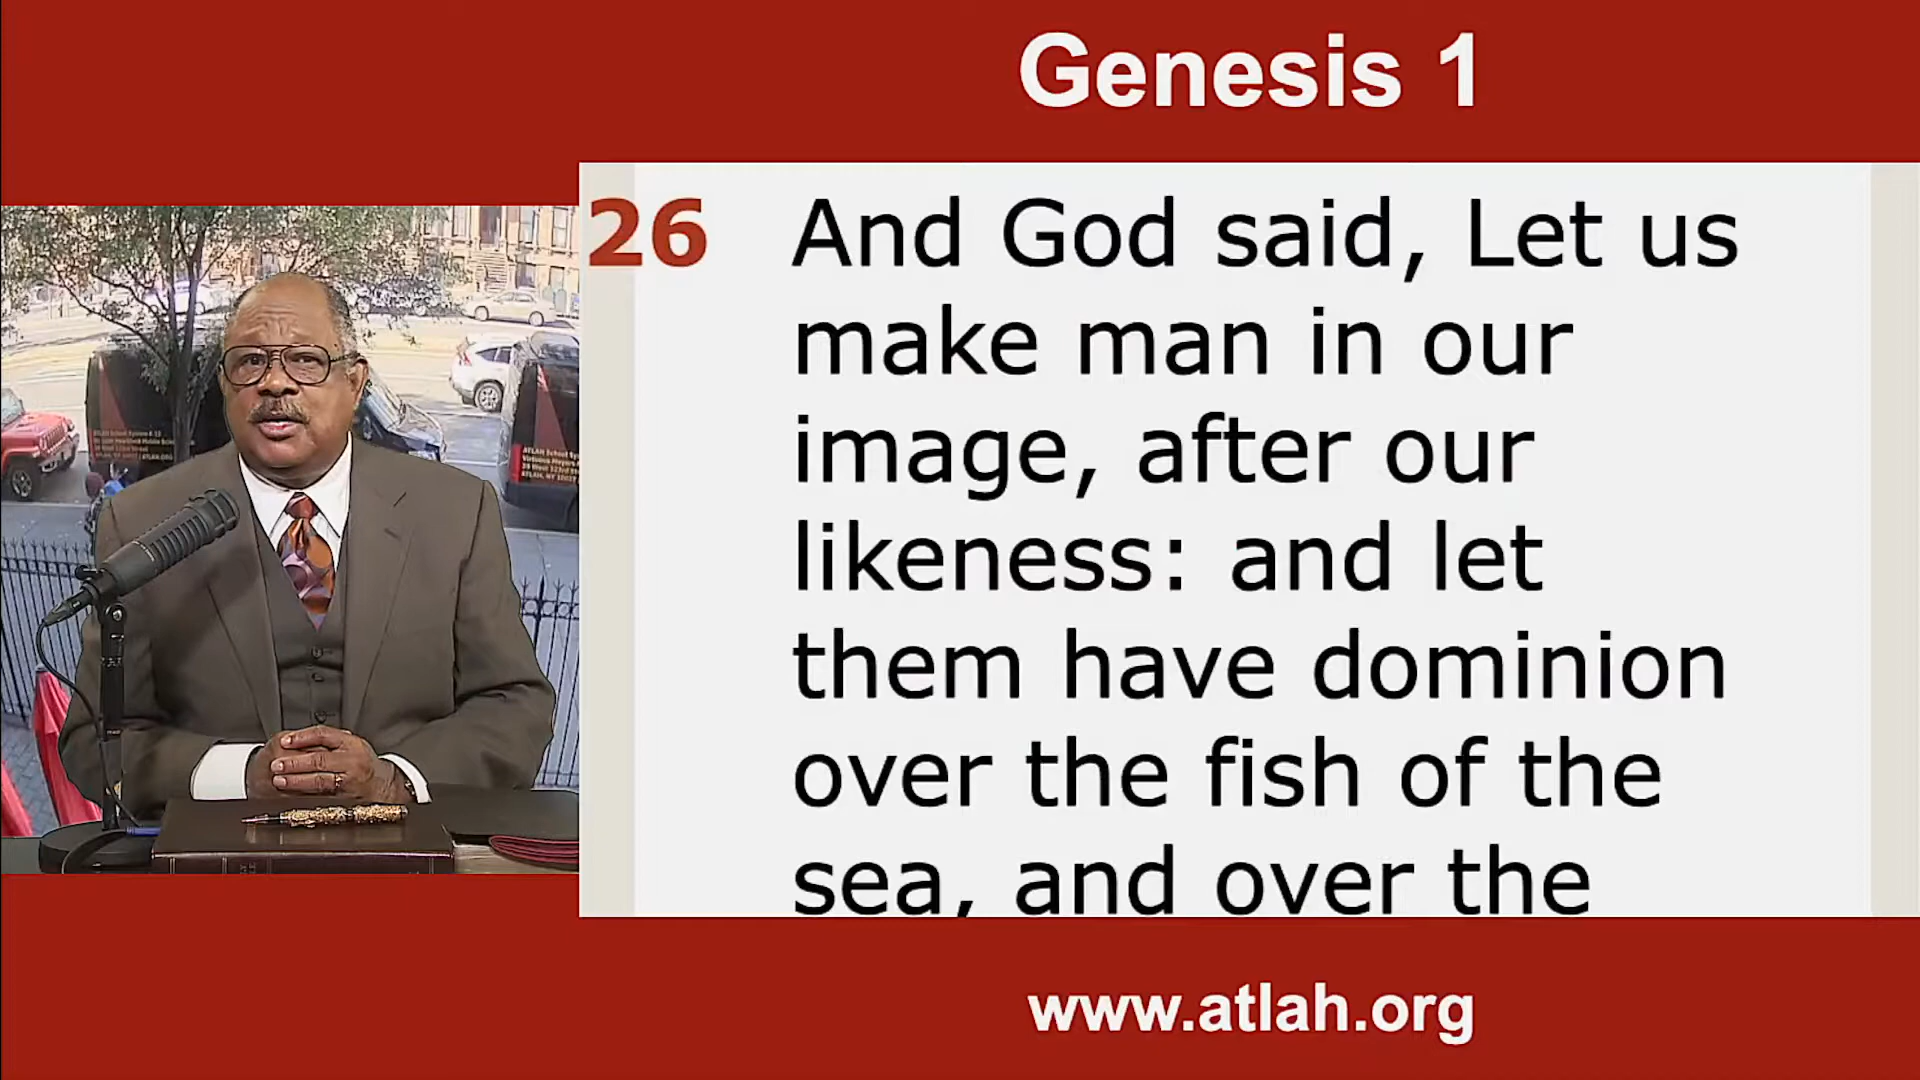 Genesis 1
26 And God said, Let us
make man in our
image, after our
likeness: and let
them have dominion
over the fish of the
sea, and over the
www.atlah.org